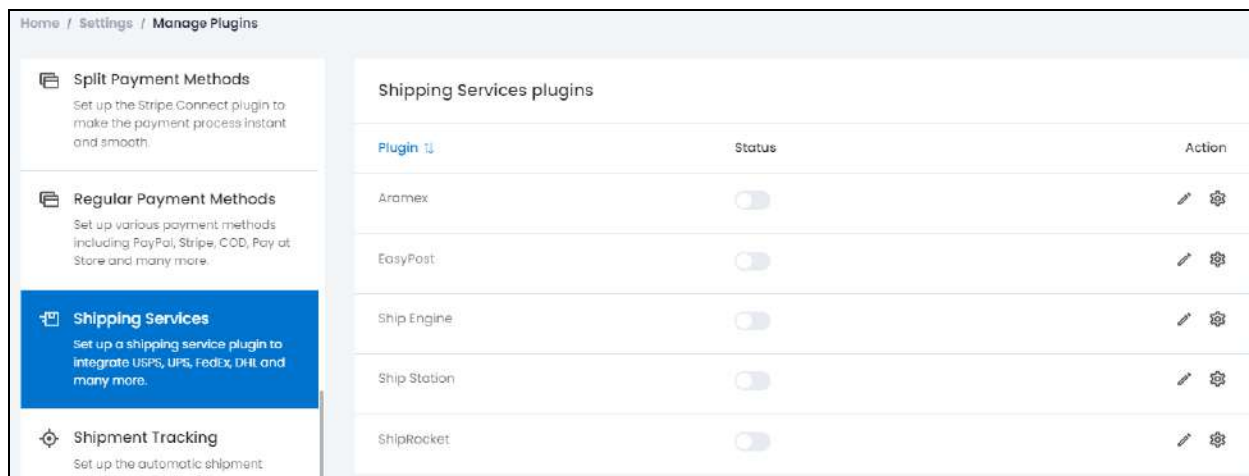 Home / Settings / Manage Plugins
Split Payment Methods
Set up the Stripe Connect plugin to
make the payment process instant
and smooth.
Regular Payment Methods
Set up various payment methods
including PayPal, Stripe, COD, Pay at
Store and many more.
Shipping Services
Set up a shipping service plugin to
integrate USPS, UPS, FedEx, DHL and
many more.
Shipment Tracking
Set up the automatic shipment
Shipping Services plugins
Plugin Status Action
Aramex
EasyPost
Ship Engine
Ship Station
ShipRocket